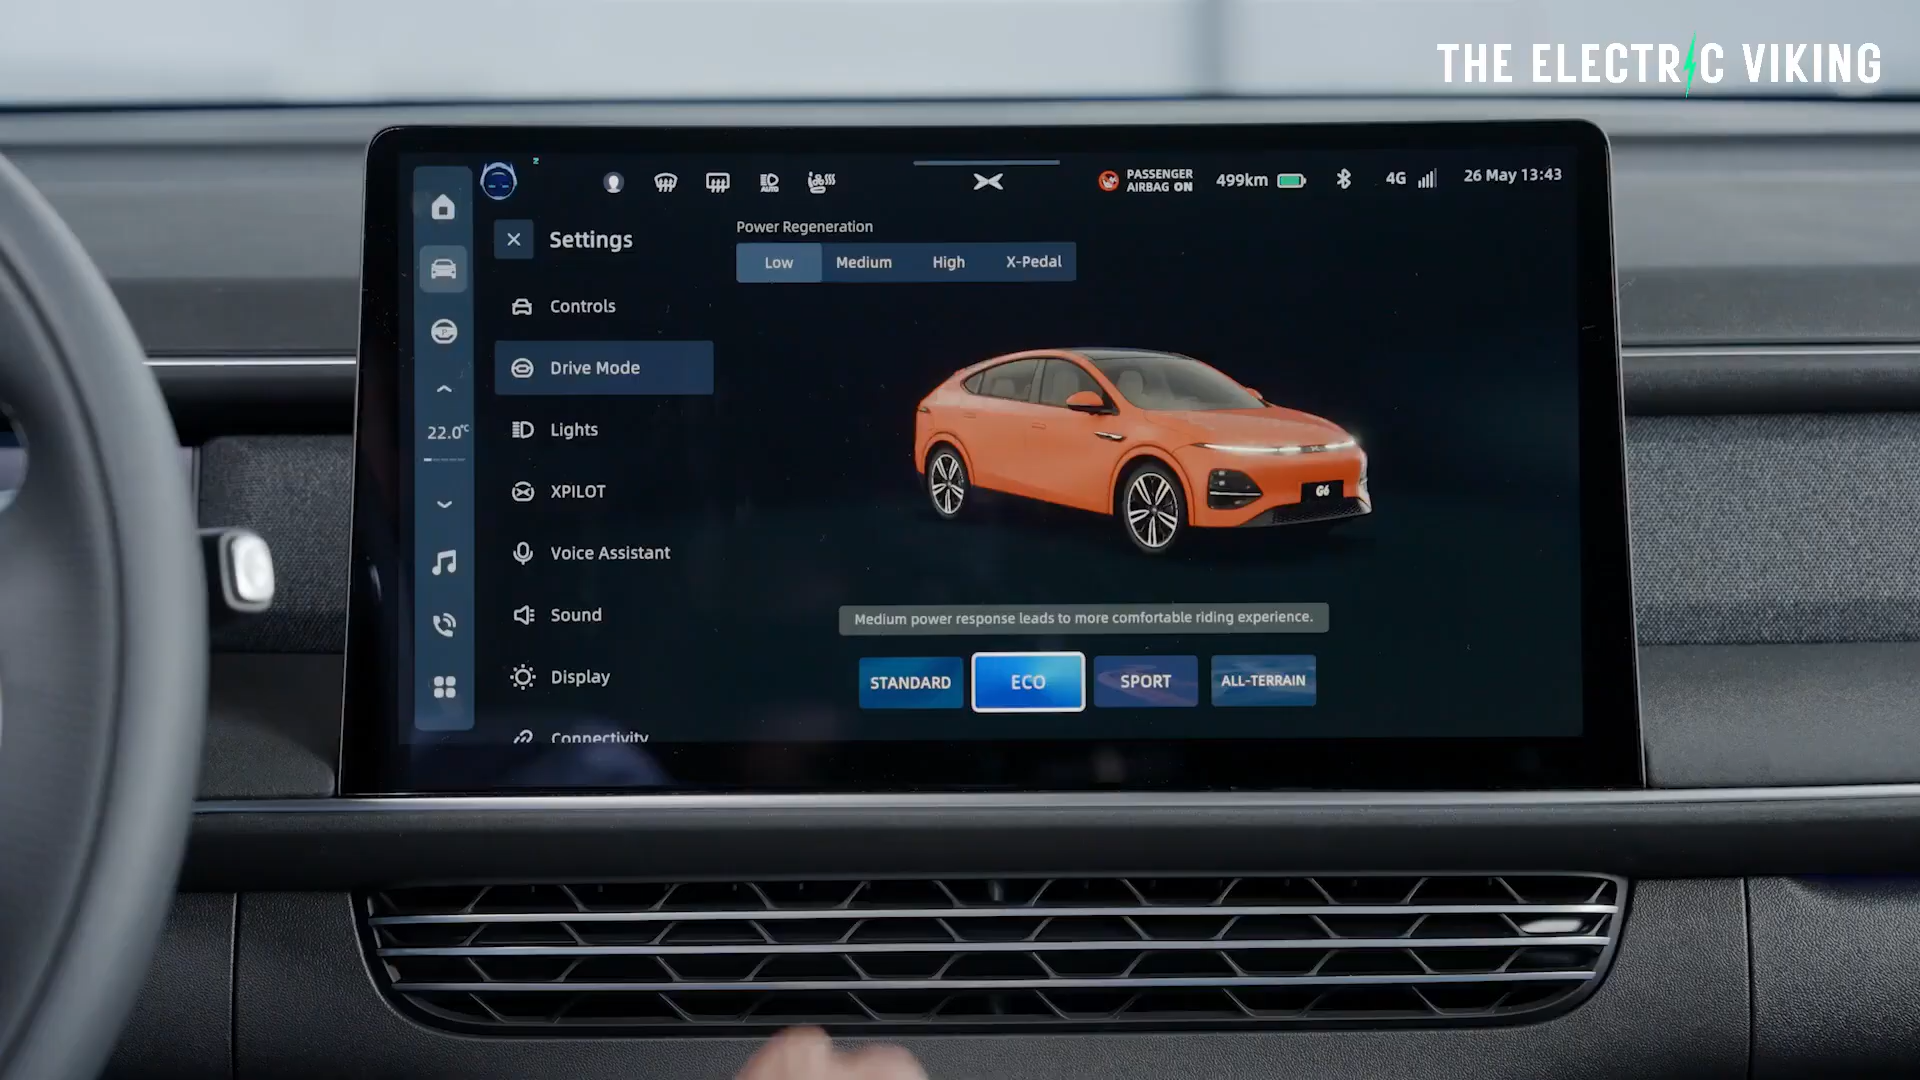 THE ELECTRIC VIKING
PASSENGER
AIRBAG ON
499km
4G
26 May 13:43
Settings
Power Regeneration
Low
Medium
High
X-Pedal
Controls
Drive Mode
Lights
XPILOT
Voice Assistant
Sound
Display
Connectivity
22.0℃
AUTO
G6
Medium power response leads to more comfortable riding experience.
STANDARD
ECO
SPORT
ALL-TERRAIN